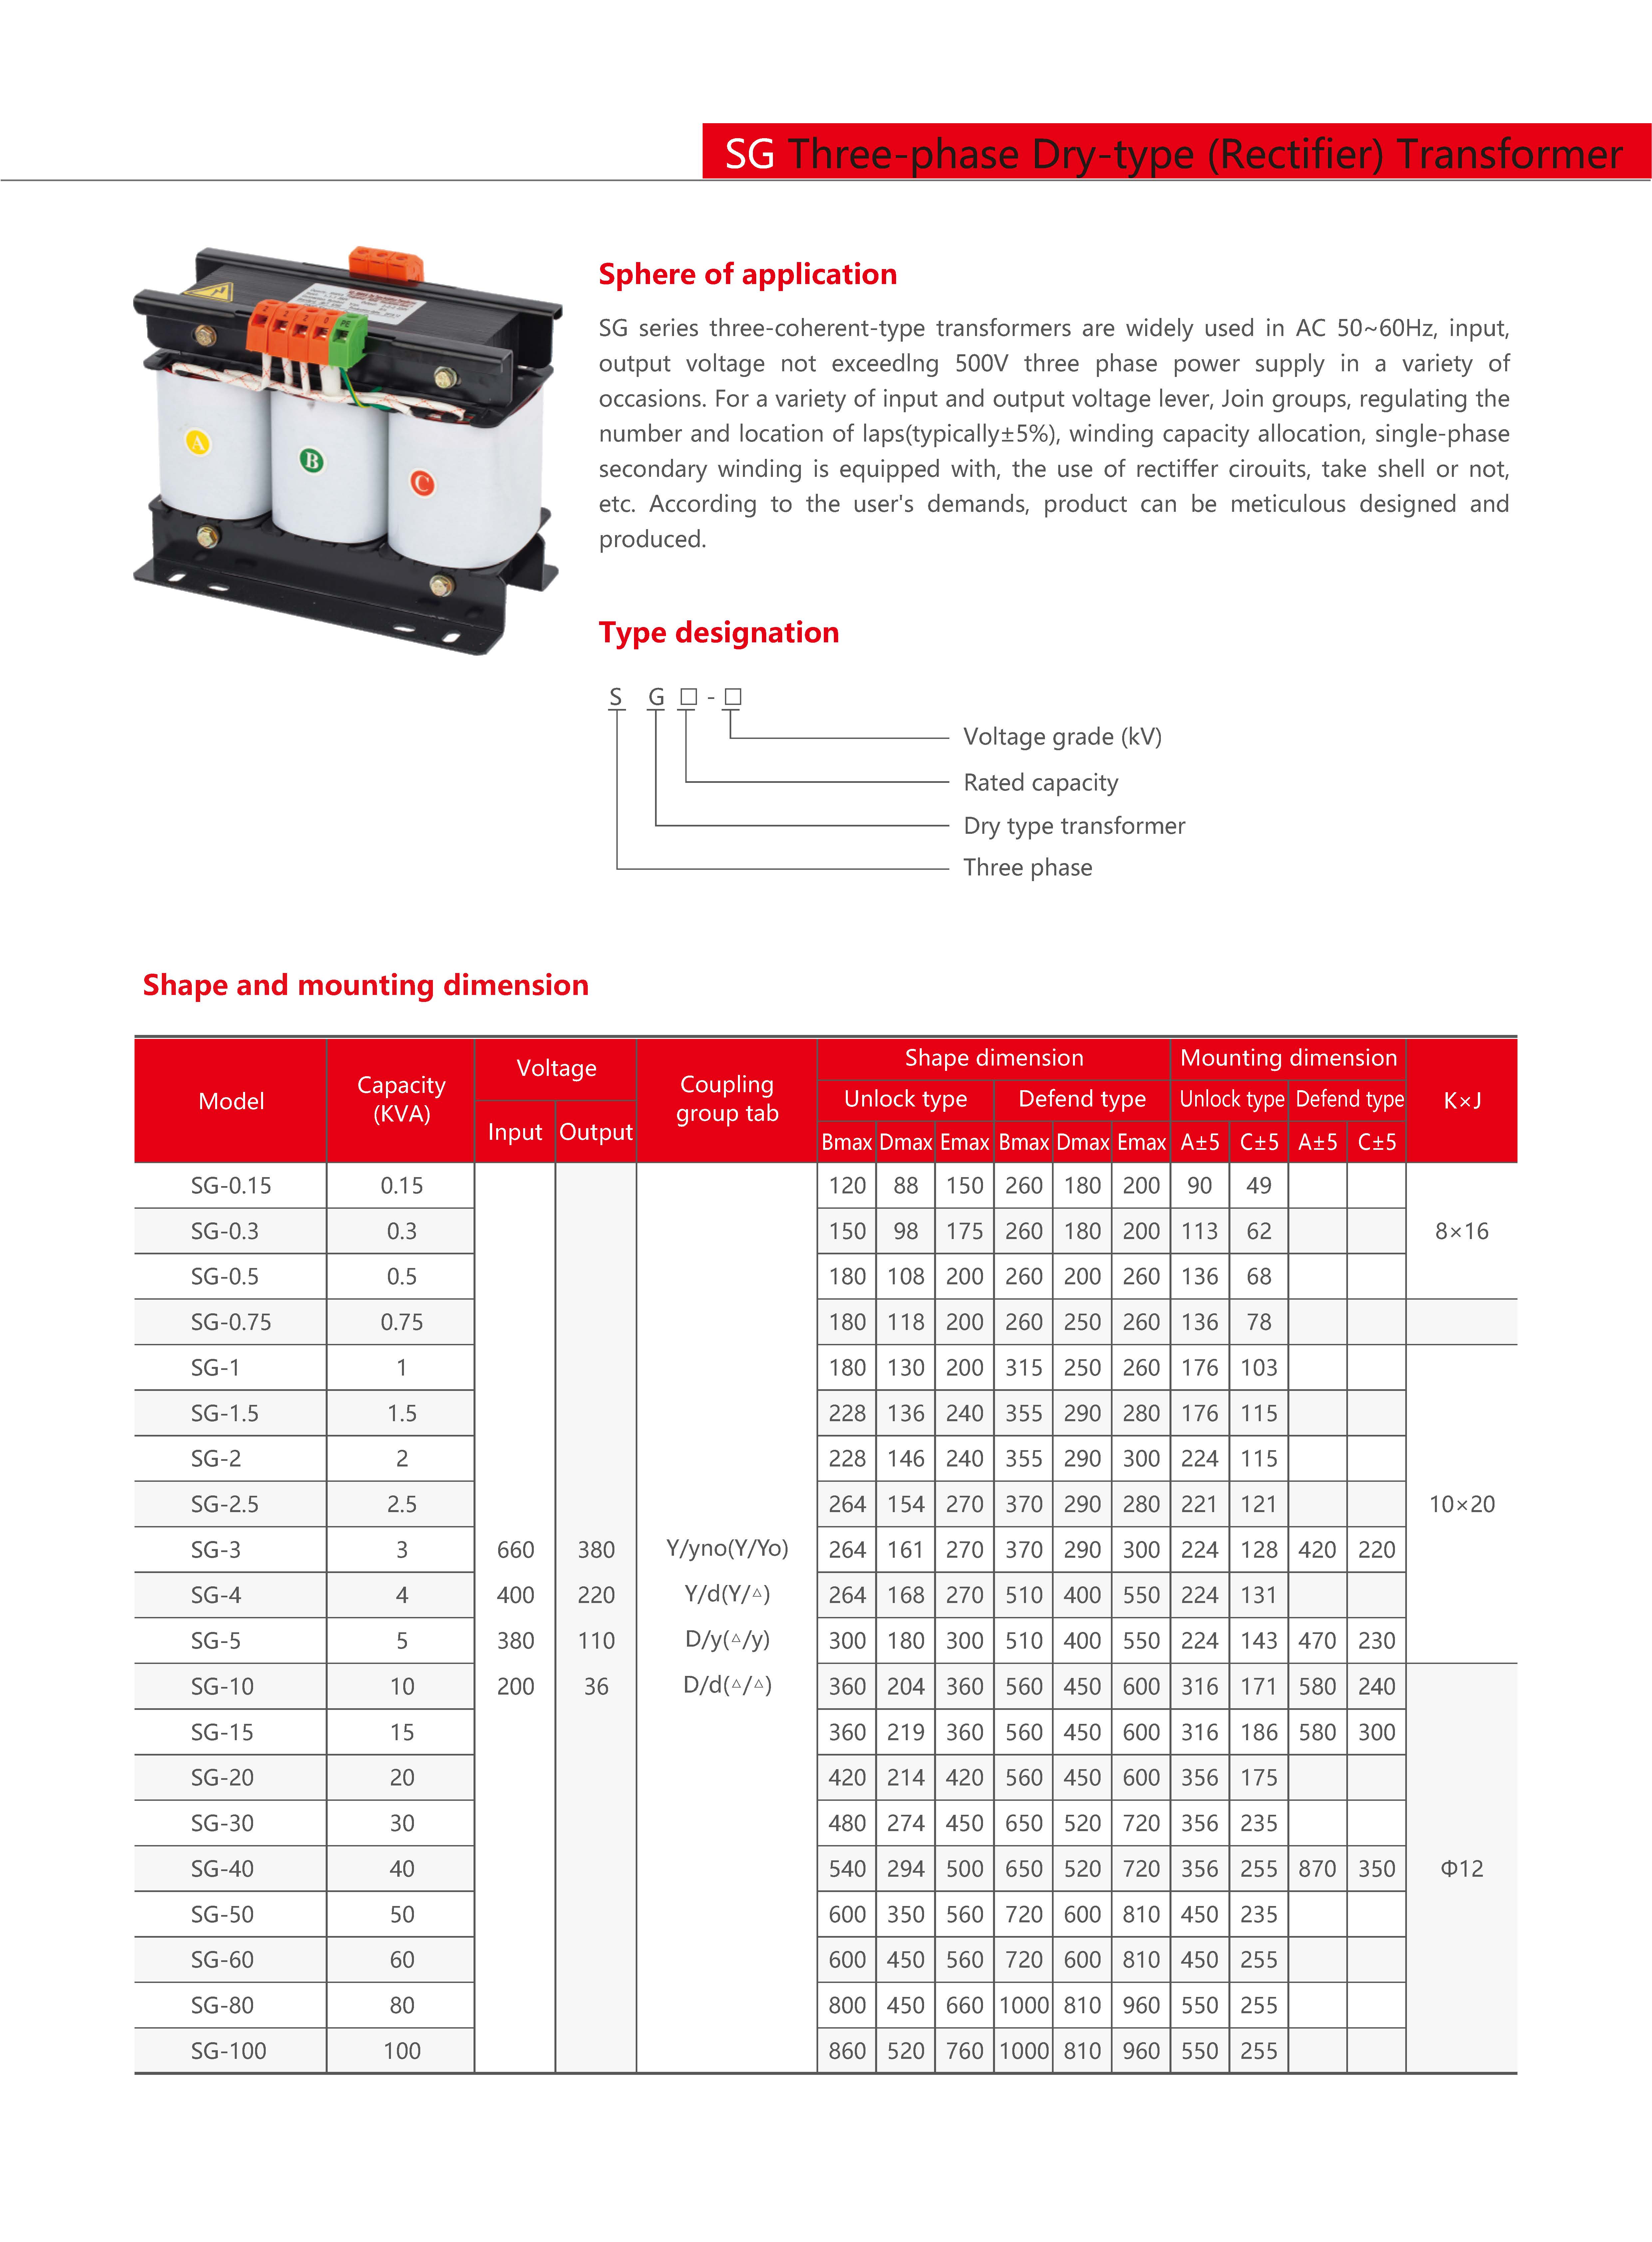 SG Three-phase Dry-type (Rectifier) Transformer
Sphere of application
SG series three-coherent-type transformers are widely used in AC 50~60Hz, input,
output voltage not exceedlng 500V three phase power supply in a variety of
occasions. For a variety of input and output voltage lever, Join groups, regulating the
number and location of laps(typically±5%), winding capacity allocation, single-phase
secondary winding is equipped with, the use of rectiffer cirouits, take shell or not,
etc. According to the user's demands, product can be meticulous designed and
produced.
A
B
C
Type designation
S G □ - □
Voltage grade (kV)
Rated capacity
Dry type transformer
Three phase
Shape and mounting dimension
Model Capacity (KVA) Voltage Coupling group tab Shape dimension Mounting dimension K×J
Unlock type Defend type Unlock type Defend type
Input Output Bmax Dmax Emax Bmax Dmax Emax A±5 C±5 A±5 C±5
SG-0.15 0.15 120 88 150 260 180 200 90 49
SG-0.3 0.3 150 98 175 260 180 200 113 62 8×16
SG-0.5 0.5 180 108 200 260 200 260 136 68
SG-0.75 0.75 180 118 200 260 250 260 136 78
SG-1 1 180 130 200 315 250 260 176 103
SG-1.5 1.5 228 136 240 355 290 280 176 115
SG-2 2 228 146 240 355 290 300 224 115
SG-2.5 2.5 264 154 270 370 290 280 221 121 10×20
SG-3 3 660 380 Y/yno(Y/Yo) 264 161 270 370 290 300 224 128 420 220
SG-4 4 400 220 Y/d(Y/△) 264 168 270 510 400 550 224 131
SG-5 5 380 110 D/y(△/y) 300 180 300 510 400 550 224 143 470 230
SG-10 10 200 36 D/d(△/△) 360 204 360 560 450 600 316 171 580 240
SG-15 15 360 219 360 560 450 600 316 186 580 300
SG-20 20 420 214 420 560 450 600 356 175
SG-30 30 480 274 450 650 520 720 356 235
SG-40 40 540 294 500 650 520 720 356 255 870 350 Φ12
SG-50 50 600 350 560 720 600 810 450 235
SG-60 60 600 450 560 720 600 810 450 255
SG-80 80 800 450 660 1000 810 960 550 255
SG-100 100 860 520 760 1000 810 960 550 255